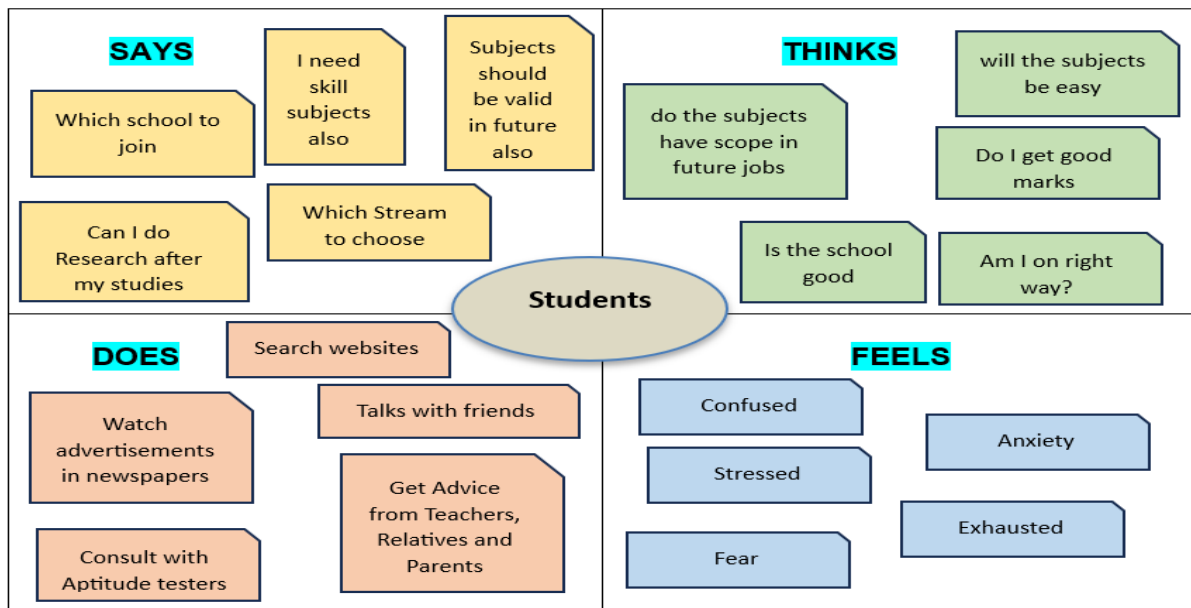 SAYS
Which school to
join
I need
skill
subjects
also
Subjects
should
be valid
in future
also
Can I do
Research after
my studies
Which Stream
to choose
THINKS
do the subjects
have scope in
future jobs
will the subjects
be easy
Do I get good
marks
Is the school
good
Am I on right
way?
Students
DOES
Search websites
Watch
advertisements
in newspapers
Talks with friends
Consult with
Aptitude testers
Get Advice
from Teachers,
Relatives and
Parents
FEELS
Confused
Anxiety
Stressed
Exhausted
Fear